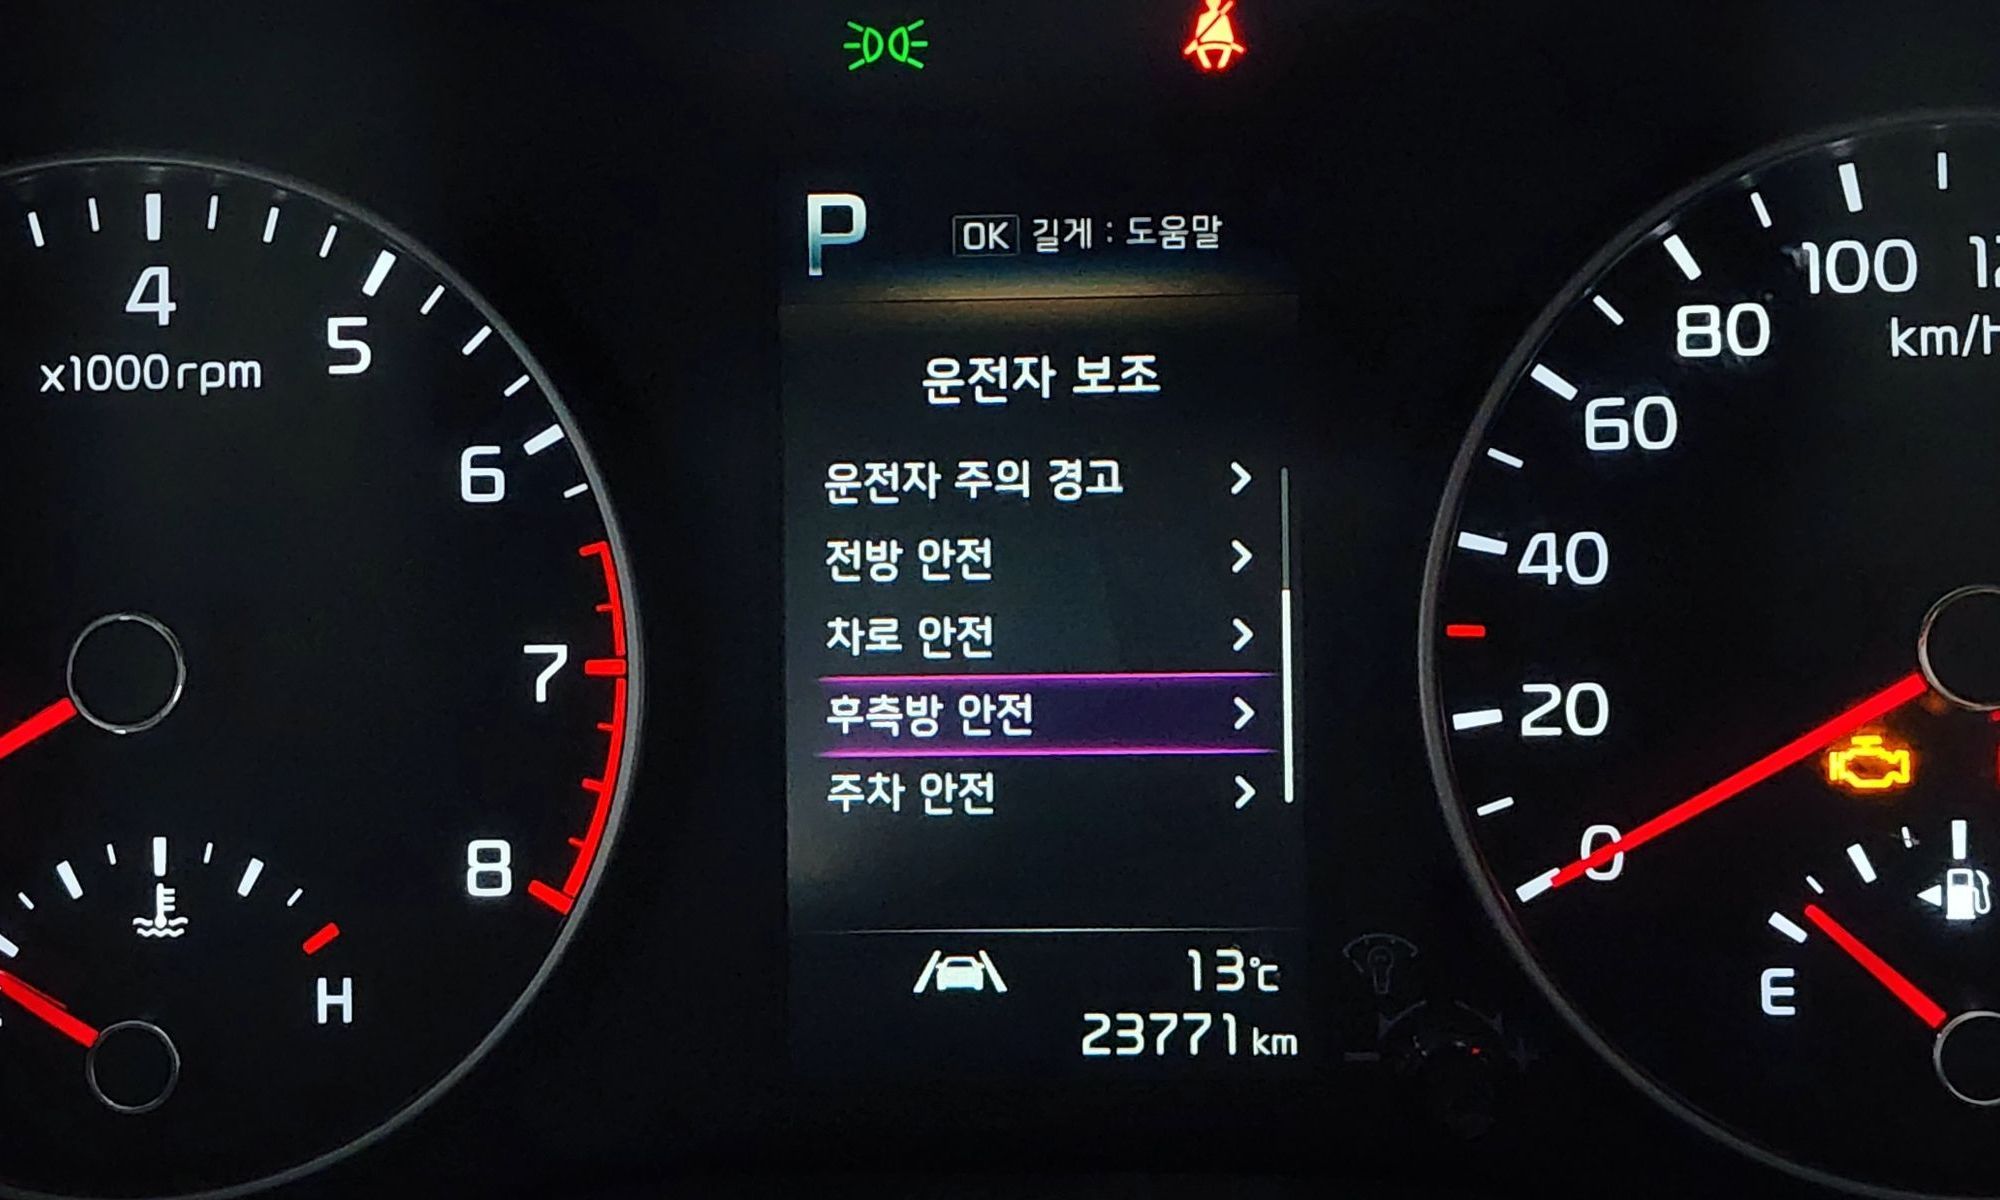 P
OK 길게 : 도움말
운전자 보조
운전자 주의 경고
전방 안전
차로 안전
후측방 안전
주차 안전
13℃
23771 km
4
5
x1000rpm
6
7
8
H
100
80
km/h
60
40
20
0
E